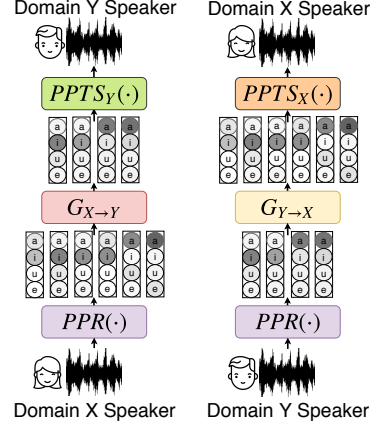 Domain Y Speaker
PPTS_Y(·)
a a a a
i i i i
u u u u
e e e e
G_{X→Y}
a a a a a a
i i i i i i
u u u u u u
e e e e e e
PPR(·)
Domain X Speaker
Domain X Speaker
PPTS_X(·)
a a a a a a
i i i i i i
u u u u u u
e e e e e e
G_{Y→X}
a a a a
i i i i
u u u u
e e e e
PPR(·)
Domain Y Speaker